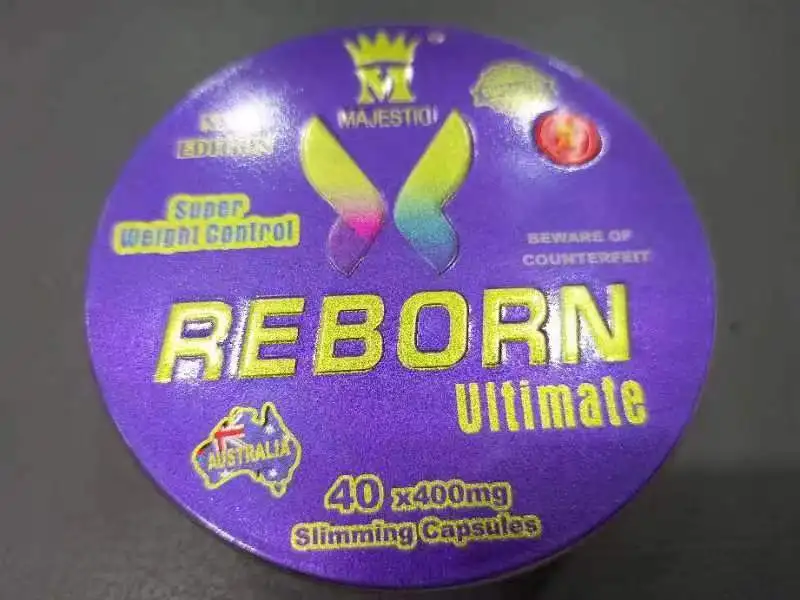 M
MAJESTIQ
EDITION
Super
Weight Control
BEWARE OF
COUNTERFEIT
REBORN
Ultimate
AUSTRALIA
40 x400mg
Slimming Capsules